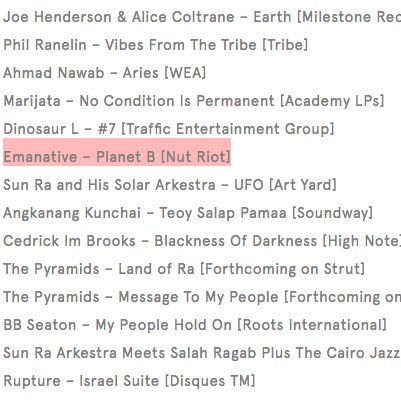 Joe Henderson & Alice Coltrane – Earth [Milestone Rec
Phil Ranelin – Vibes From The Tribe [Tribe]
Ahmad Nawab – Aries [WEA]
Marijata – No Condition Is Permanent [Academy LPs]
Dinosaur L – #7 [Traffic Entertainment Group]
Emanative – Planet B [Nut Riot]
Sun Ra and His Solar Arkestra – UFO [Art Yard]
Angkanang Kunchai – Teoy Salap Pamaa [Soundway]
Cedrick Im Brooks – Blackness Of Darkness [High Note]
The Pyramids – Land of Ra [Forthcoming on Strut]
The Pyramids – Message To My People [Forthcoming on
BB Seaton – My People Hold On [Roots International]
Sun Ra Arkestra Meets Salah Ragab Plus The Cairo Jazz
Rupture – Israel Suite [Disques TM]